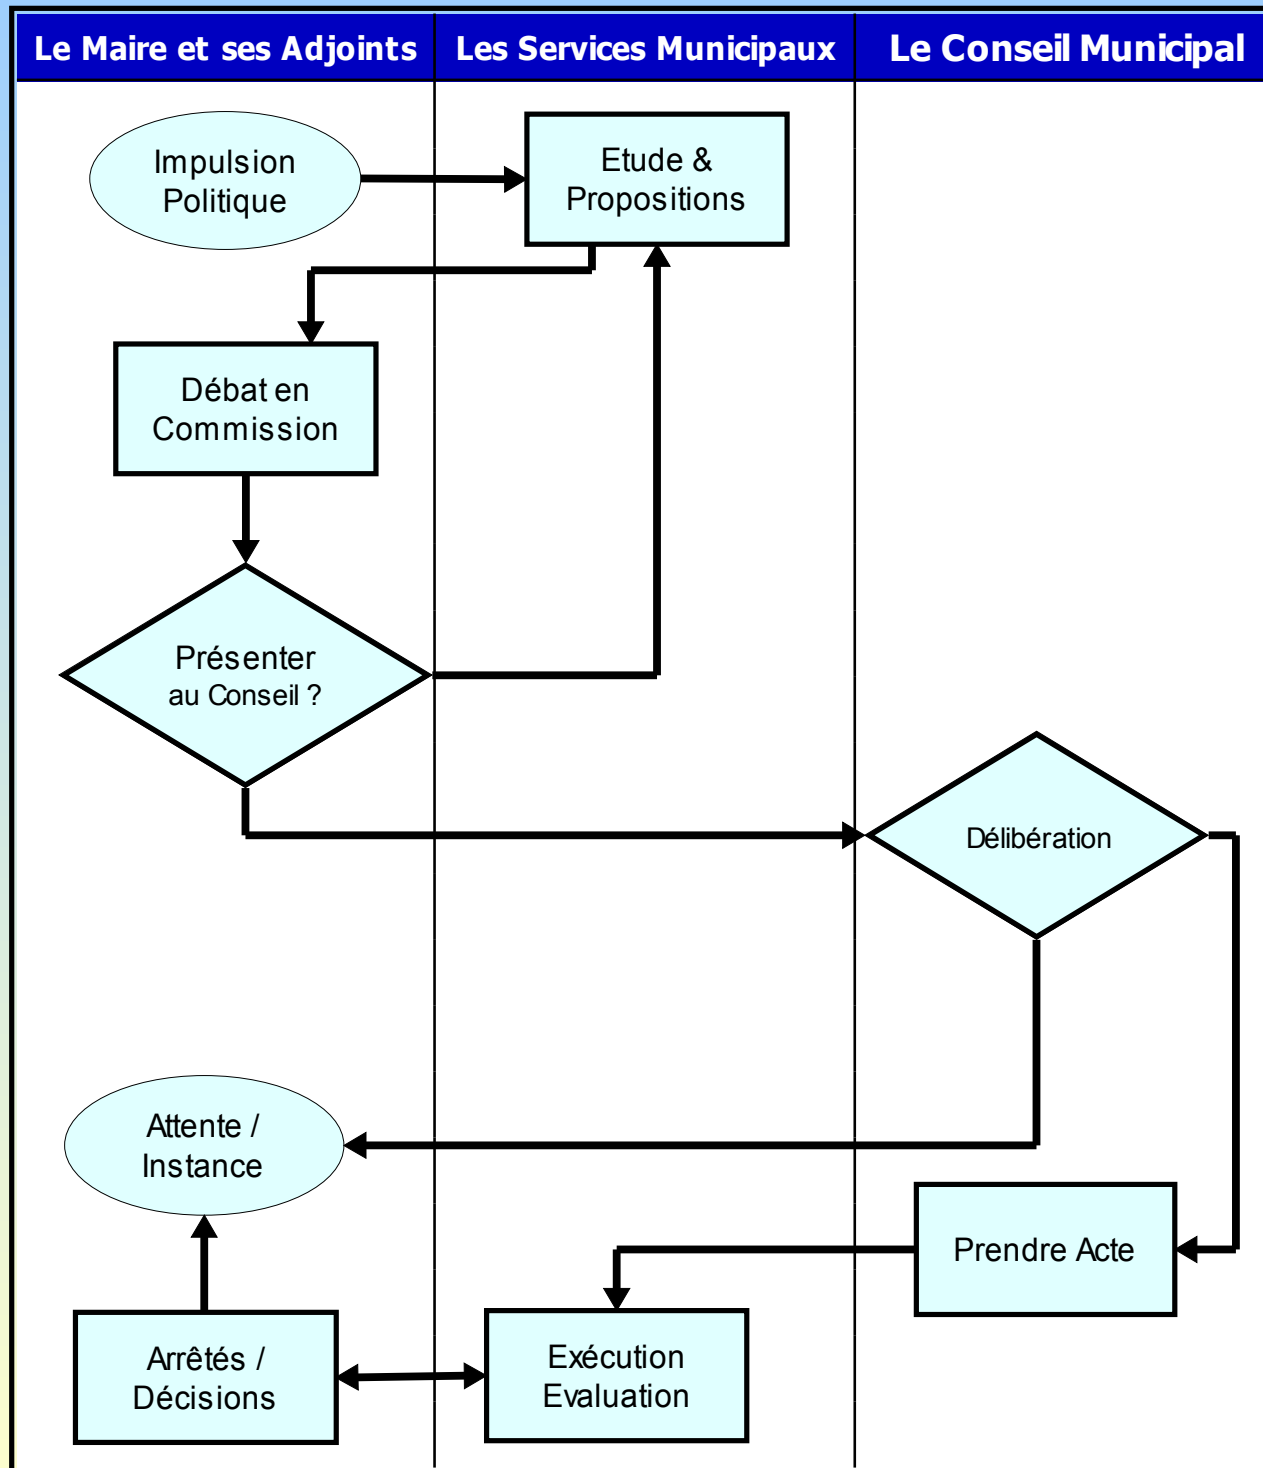 Le Maire et ses Adjoints
Les Services Municipaux
Le Conseil Municipal
Impulsion
Politique
Etude &
Propositions
Débat en
Commission
Présenter
au Conseil ?
Délibération
Attente /
Instance
Prendre Acte
Arrêtés /
Décisions
Exécution
Evaluation